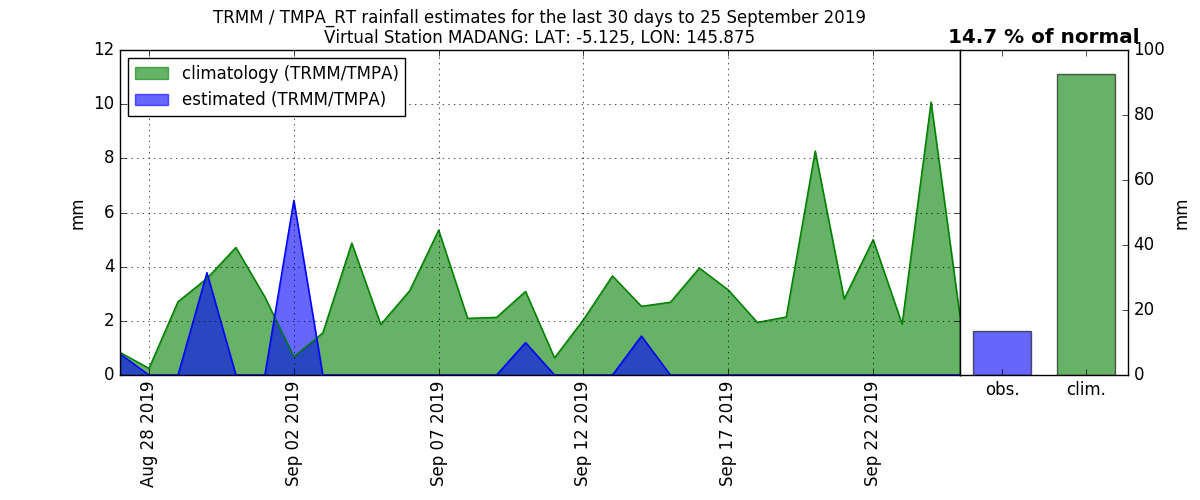 TRMM / TMPA_RT rainfall estimates for the last 30 days to 25 September 2019
Virtual Station MADANG: LAT: -5.125, LON: 145.875
14.7 % of normal
climatology (TRMM/TMPA)
estimated (TRMM/TMPA)
12
10
8
6
4
2
0
mm
100
80
60
40
20
0
mm
Aug 28 2019
Sep 02 2019
Sep 07 2019
Sep 12 2019
Sep 17 2019
Sep 22 2019
obs. clim.